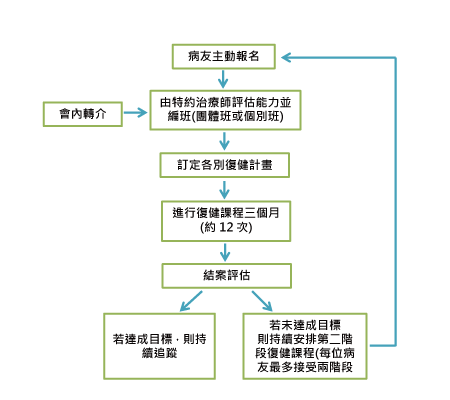 病友主動報名
由特約治療師評估能力並
編班(團體班或個別班)
會內轉介
訂定各別復健計畫
進行復健課程三個月
(約 12 次)
結案評估
若達成目標，則持
續追蹤
若未達成目標
則持續安排第二階
段復健課程(每位病
友最多接受兩階段